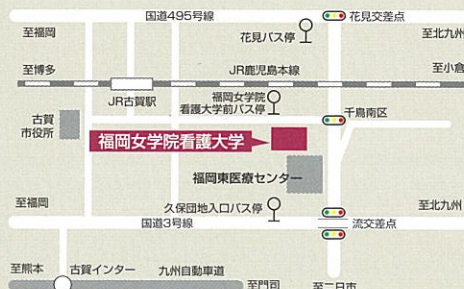 国道495号線
花見交差点
至福岡
花見バス停
至北九州
至博多
JR鹿児島本線
至小倉
JR古賀駅
福岡女学院
看護大学前バス停
千鳥南区
古賀
市役所
福岡女学院看護大学
福岡東医療センター
至福岡
久保団地入口バス停
至北九州
国道3号線
流交差点
至熊本
古賀インター
九州自動車道
至門司
至二日市